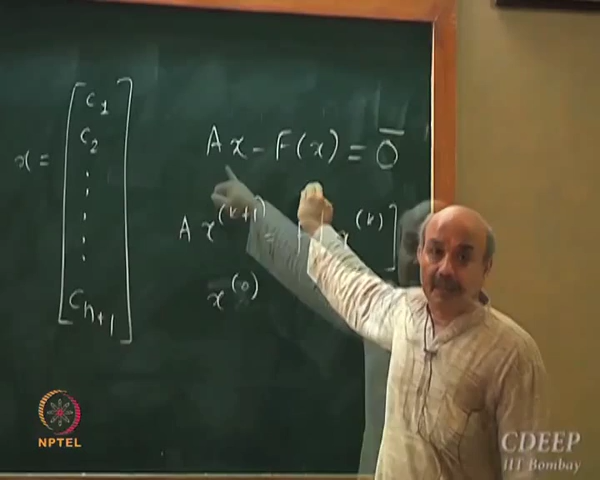 x = [ c1 c2 ⋮ cn+1 ]
Ax - F(x) = 0̅
A x^(k+1) x^(k) ]
x^(0)
NPTEL
CDEEP
IIT Bombay